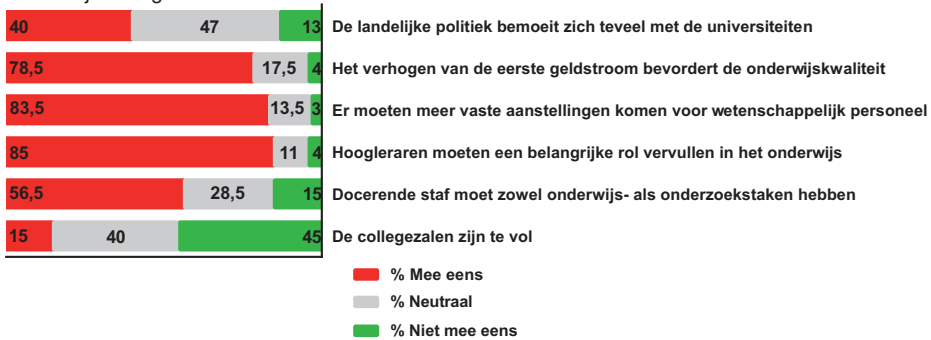 40 47 13 De landelijke politiek bemoeit zich teveel met de universiteiten
78,5 17,5 4 Het verhogen van de eerste geldstroom bevordert de onderwijskwaliteit
83,5 13,5 3 Er moeten meer vaste aanstellingen komen voor wetenschappelijk personeel
85 11 4 Hoogleraren moeten een belangrijke rol vervullen in het onderwijs
56,5 28,5 15 Docerende staf moet zowel onderwijs- als onderzoekstaken hebben
15 40 45 De collegezalen zijn te vol
% Mee eens
% Neutraal
% Niet mee eens